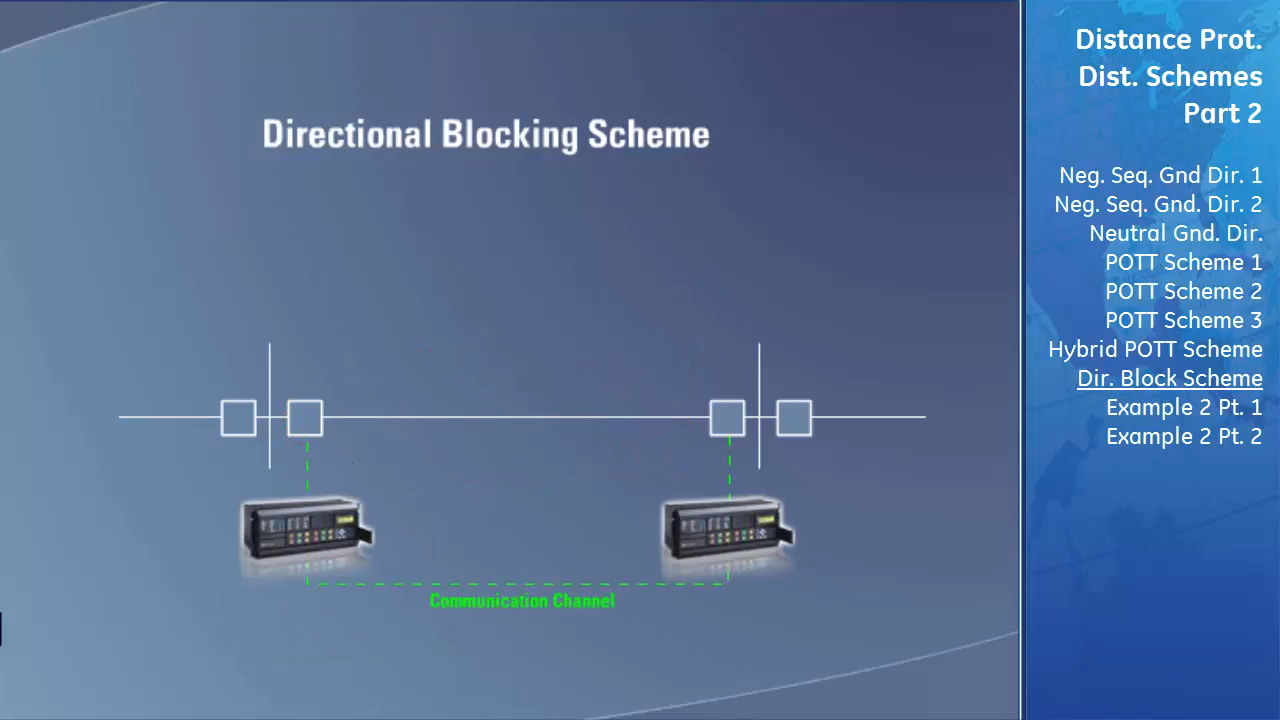 Directional Blocking Scheme
Communication Channel
Distance Prot.
Dist. Schemes
Part 2
Neg. Seq. Gnd Dir. 1
Neg. Seq. Gnd. Dir. 2
Neutral Gnd. Dir.
POTT Scheme 1
POTT Scheme 2
POTT Scheme 3
Hybrid POTT Scheme
Dir. Block Scheme
Example 2 Pt. 1
Example 2 Pt. 2